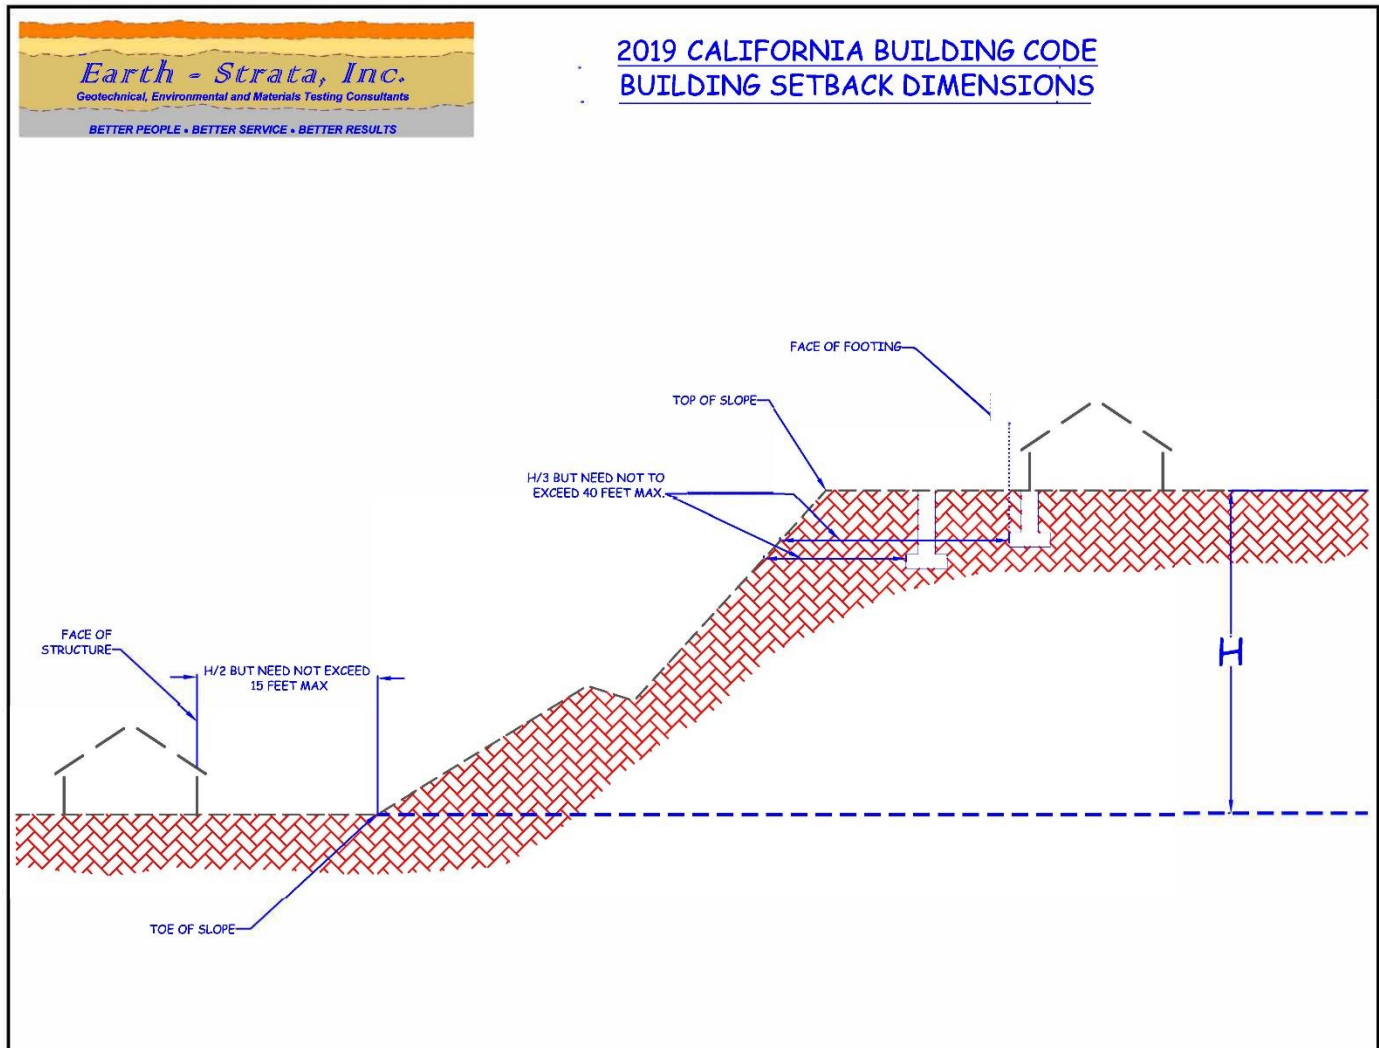 Earth - Strata, Inc.
Geotechnical, Environmental and Materials Testing Consultants
BETTER PEOPLE • BETTER SERVICE • BETTER RESULTS
2019 CALIFORNIA BUILDING CODE
BUILDING SETBACK DIMENSIONS
FACE OF FOOTING
TOP OF SLOPE
H/3 BUT NEED NOT TO
EXCEED 40 FEET MAX.
FACE OF
STRUCTURE
H/2 BUT NEED NOT EXCEED
15 FEET MAX
H
TOE OF SLOPE